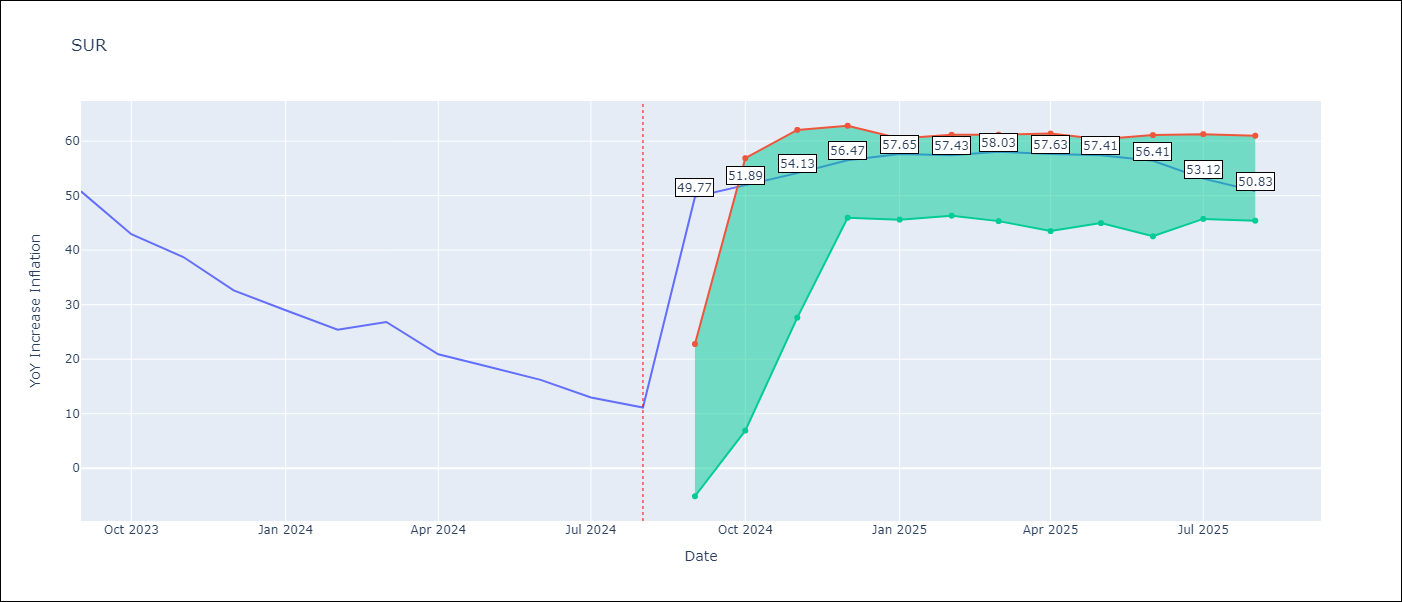 SUR
YoY Increase Inflation
60
50
40
30
20
10
0
49.77
51.89
54.13
56.47
57.65
57.43
58.03
57.63
57.41
56.41
53.12
50.83
Oct 2023
Jan 2024
Apr 2024
Jul 2024
Oct 2024
Jan 2025
Apr 2025
Jul 2025
Date